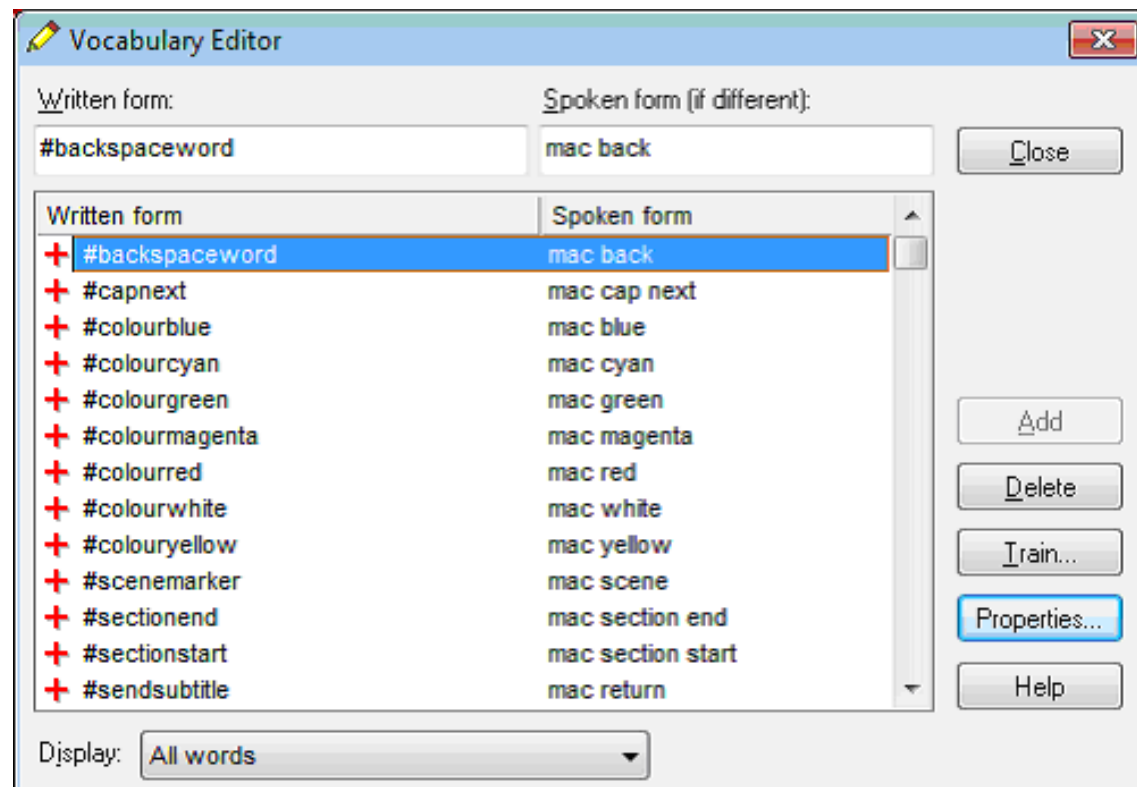 Vocabulary Editor
Written form: Spoken form (if different):
#backspaceword mac back Close
Written form Spoken form
#backspaceword mac back
#capnext mac cap next
#colourblue mac blue
#colourcyan mac cyan
#colourgreen mac green
#colourmagenta mac magenta Add
#colourred mac red
#colourwhite mac white Delete
#colouryellow mac yellow Train...
#scenemarker mac scene
#sectionend mac section end Properties...
#sectionstart mac section start
#sendsubtitle mac return Help
Display: All words